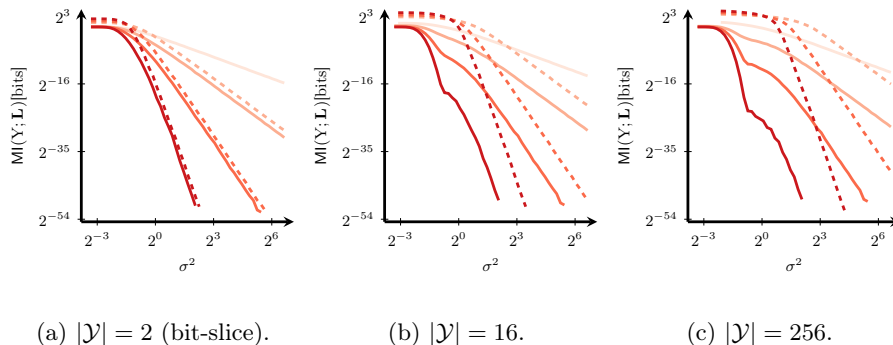 2^3
2^−16
2^−35
2^−54
MI(Y; L)[bits]
2^−3 2^0 2^3 2^6
σ^2
(a) |𝒴| = 2 (bit-slice).
2^3
2^−16
2^−35
2^−54
MI(Y; L)[bits]
2^−3 2^0 2^3 2^6
σ^2
(b) |𝒴| = 16.
2^3
2^−16
2^−35
2^−54
MI(Y; L)[bits]
2^−3 2^0 2^3 2^6
σ^2
(c) |𝒴| = 256.